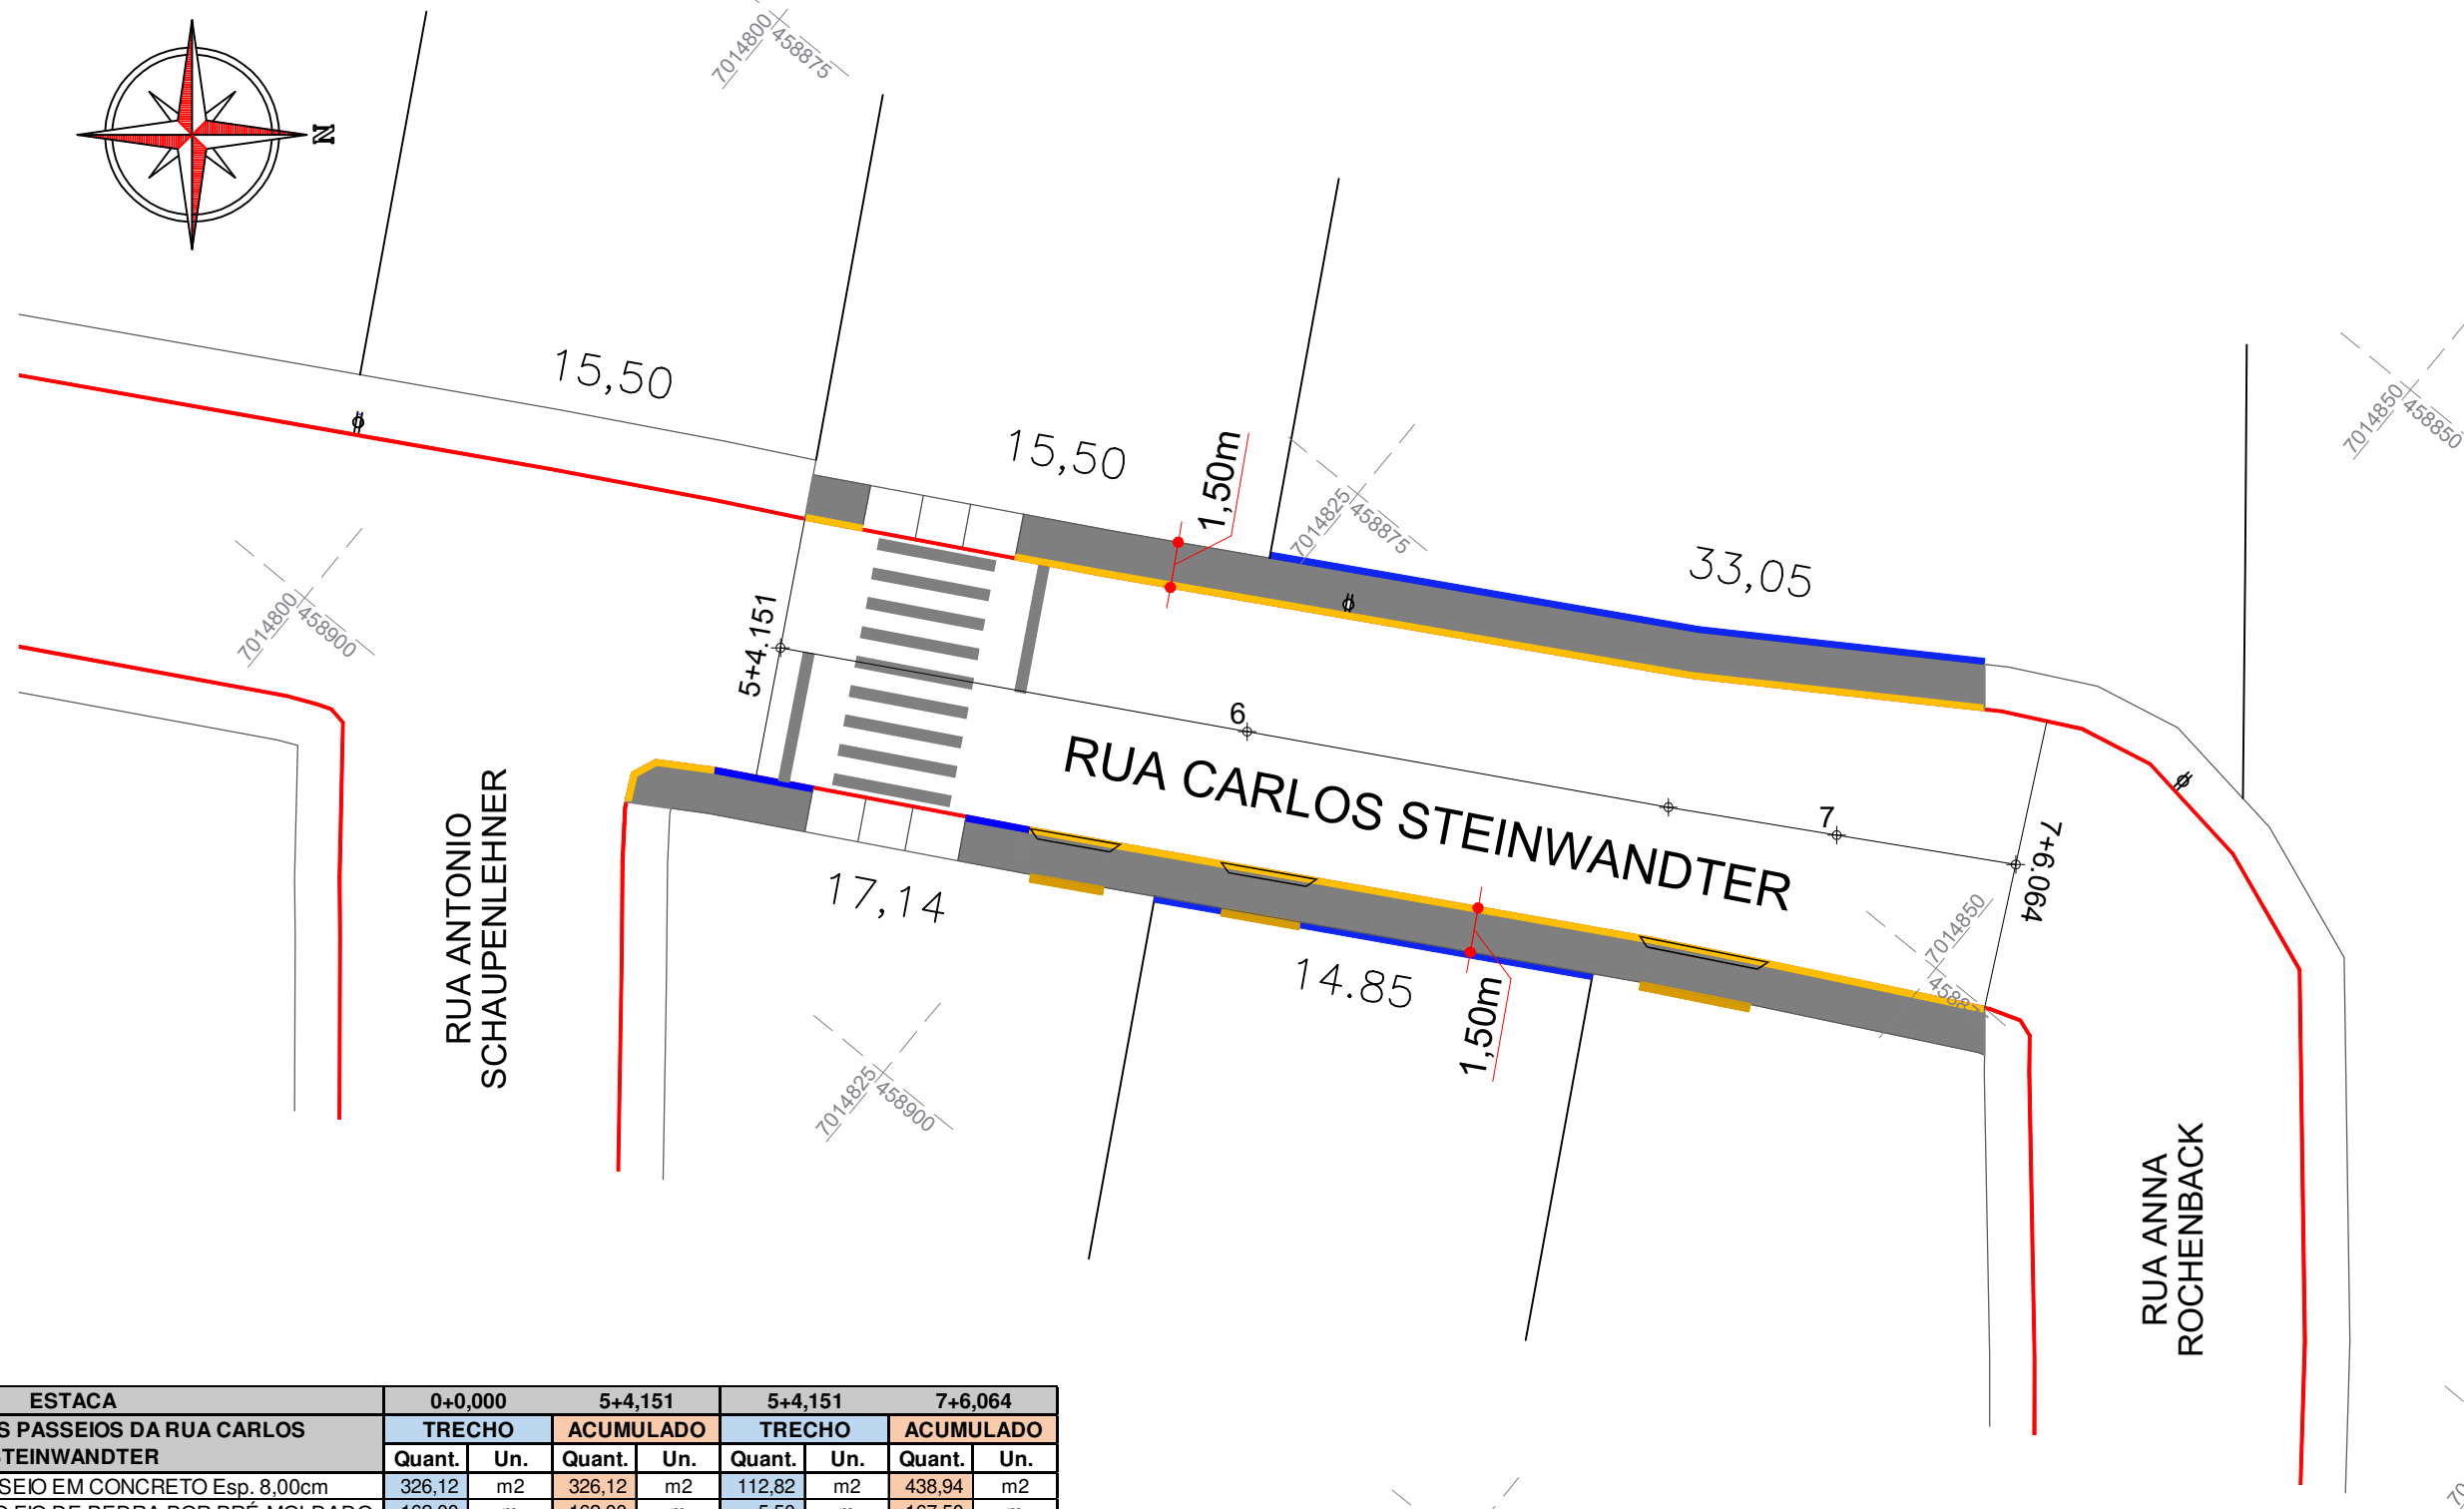 N
7014800
458875
15,50
15,50
1,50m
7014825
458875
33,05
7014850
458850
7014800
458900
5+4.151
6
RUA CARLOS STEINWANDTER
7
7+6.064
RUA ANTONIO
SCHAUPENLEHNER
17,14
14.85
1,50m
7014850
7014825
458900
RUA ANNA
ROCHENBACK
ESTACA 0+0,000 5+4,151 5+4,151 7+6,064
PASSEIOS DA RUA CARLOS TRECHO ACUMULADO TRECHO ACUMULADO
Quant. Un. Quant. Un. Quant. Un. Quant. Un.
EM CONCRETO Esp. 8,00cm 326,12 m2 326,12 m2 112,82 m2 438,94 m2